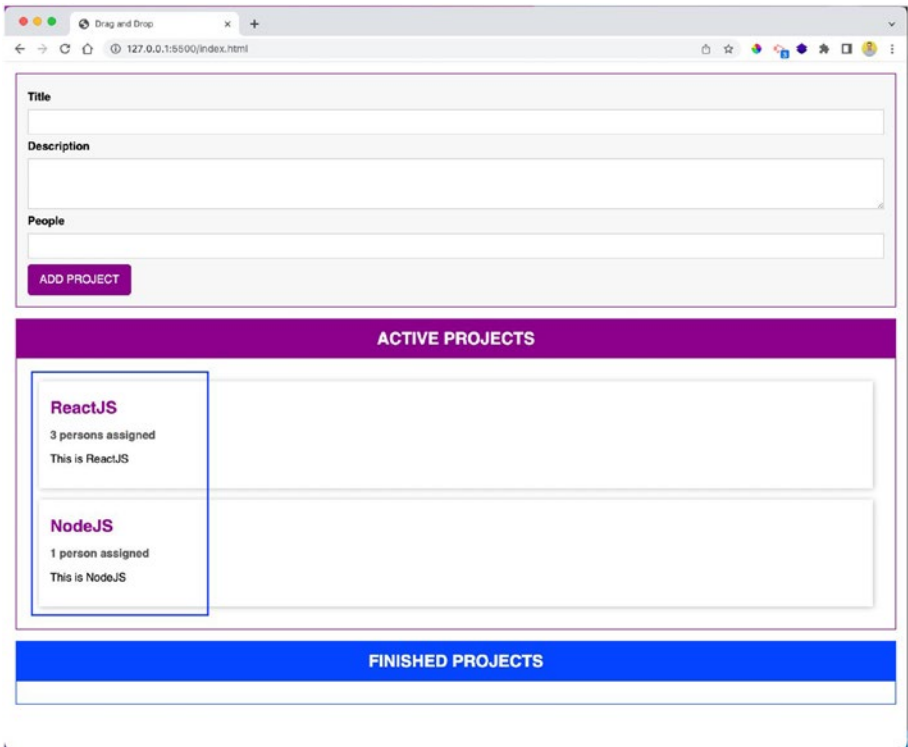 Drag and Drop
127.0.0.1:5500/index.html
Title
Description
People
ADD PROJECT
ACTIVE PROJECTS
ReactJS
3 persons assigned
This is ReactJS
NodeJS
1 person assigned
This is NodeJS
FINISHED PROJECTS